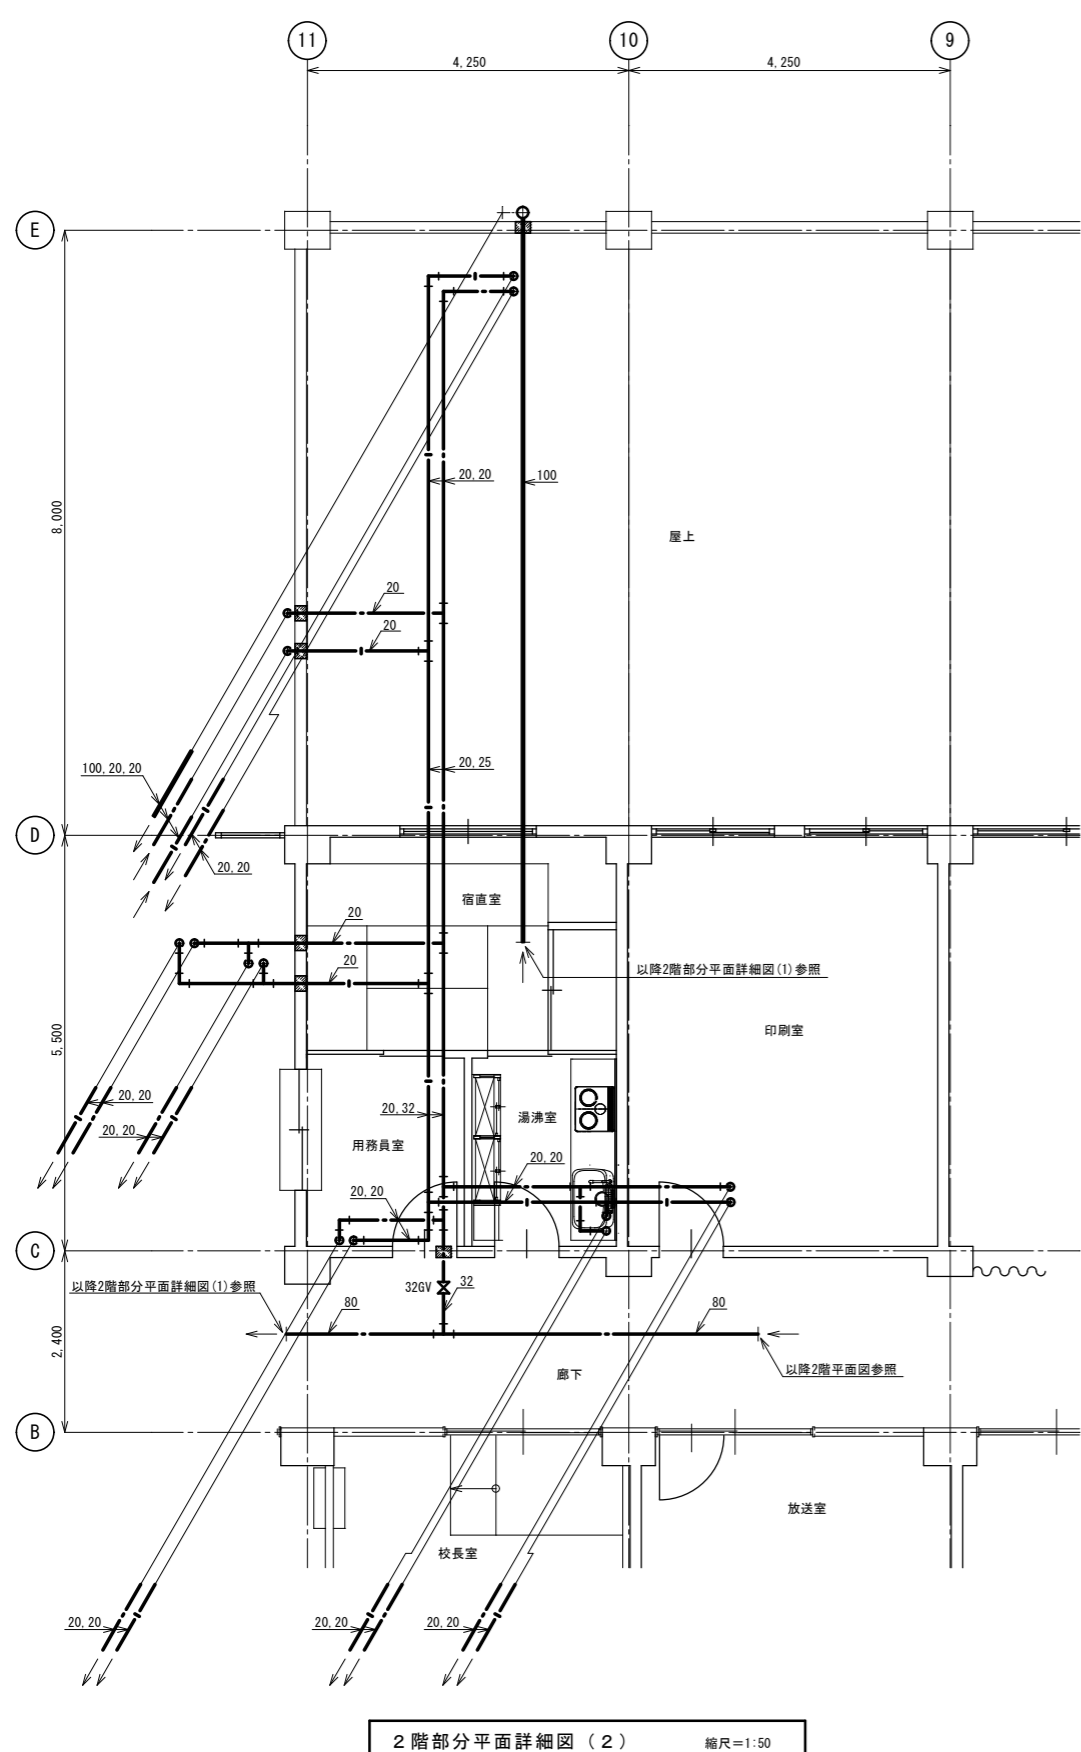 11
10
9
4,250
4,250
E
8,000
20,20
100
屋上
20
20
100,20,20
20,25
D
20,20
宿直室
20
20
以降2階部分平面詳細図(1)参照
5,500
印刷室
20,20
20,20
20,32
湯沸室
用務員室
20,20
20,20
C
以降2階部分平面詳細図(1)参照
32GV
32
80
80
2,400
以降2階平面図参照
廊下
B
放送室
校長室
20,20
20,20
20,20
2階部分平面詳細図(2)
縮尺=1:50